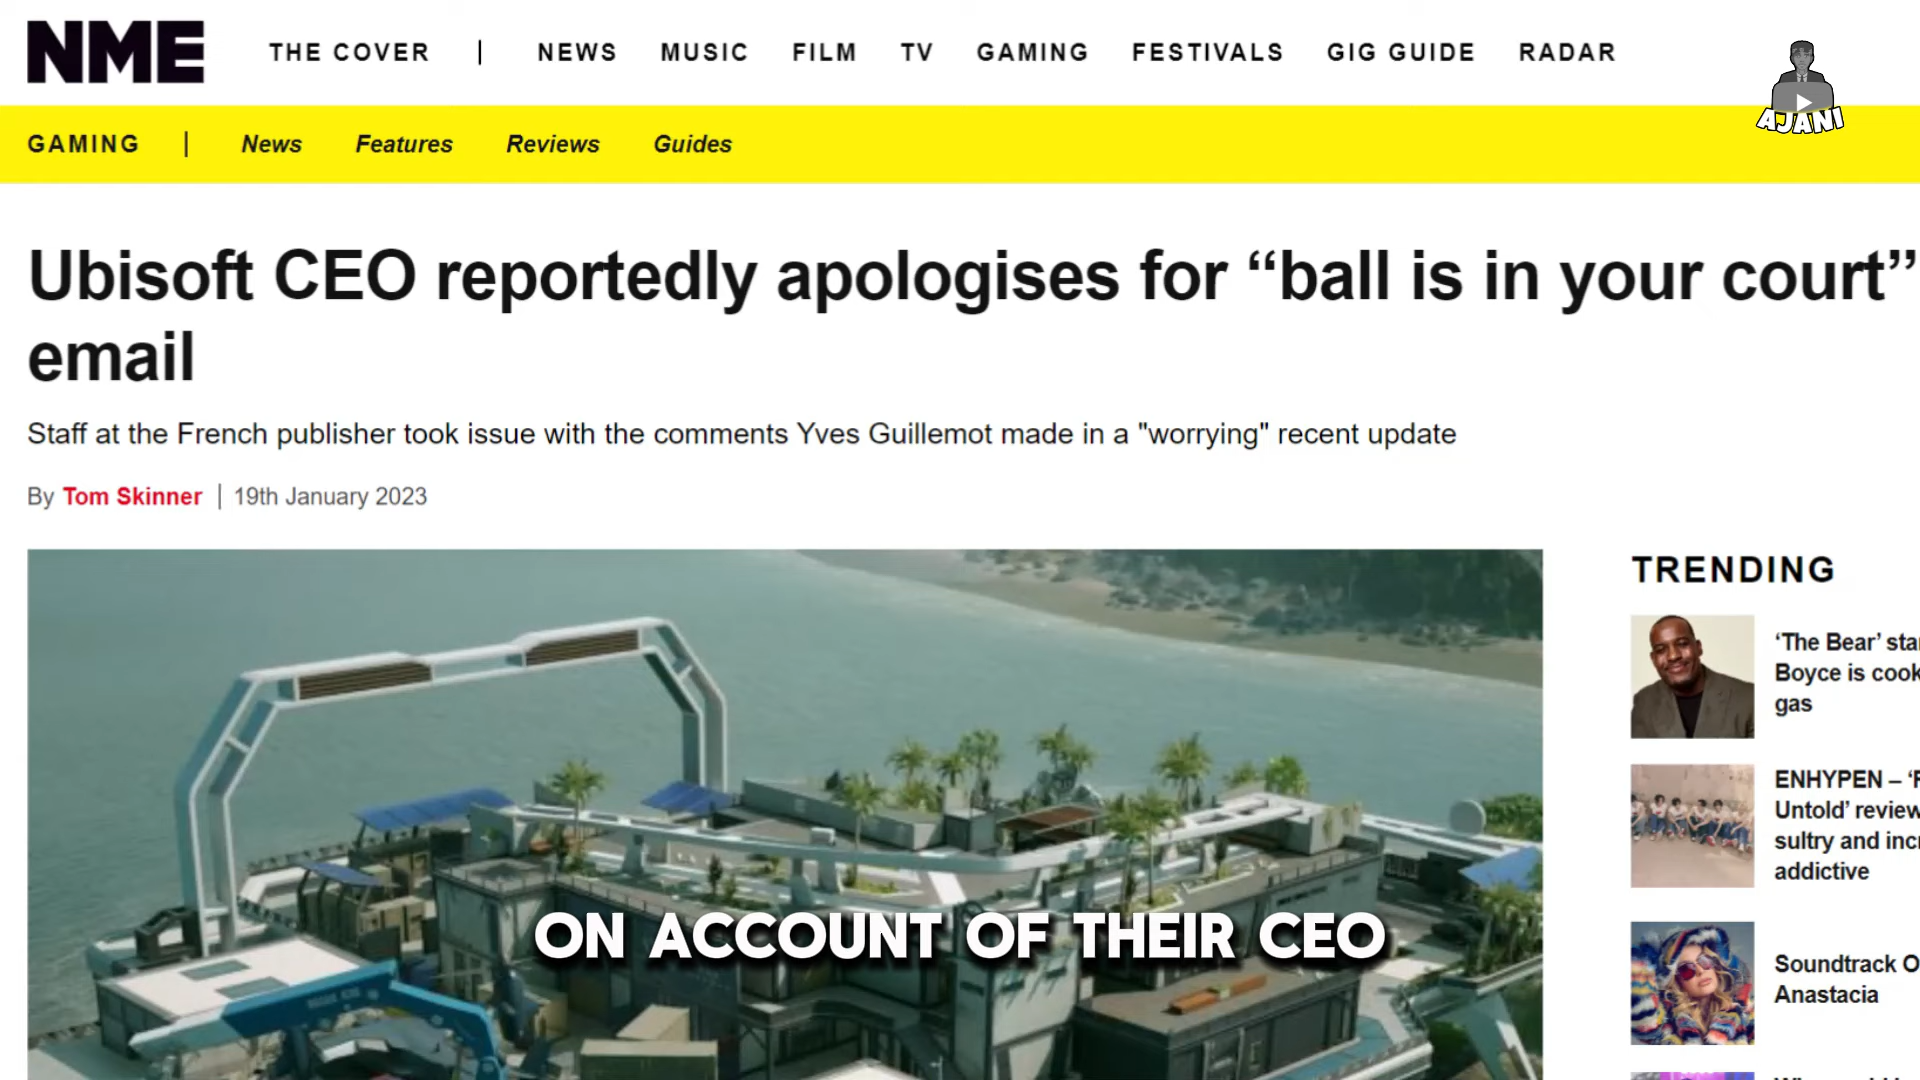 NME
THE COVER | NEWS MUSIC FILM TV GAMING FESTIVALS GIG GUIDE RADAR
AJANI
GAMING | News Features Reviews Guides
Ubisoft CEO reportedly apologises for “ball is in your court”
email
Staff at the French publisher took issue with the comments Yves Guillemot made in a "worrying" recent update
By Tom Skinner | 19th January 2023
TRENDING
‘The Bear’
Boyce is
gas
ENHYPEN –
Untold’ review
sultry and
addictive
ON ACCOUNT OF THEIR CEO
Soundtrack
Anastacia